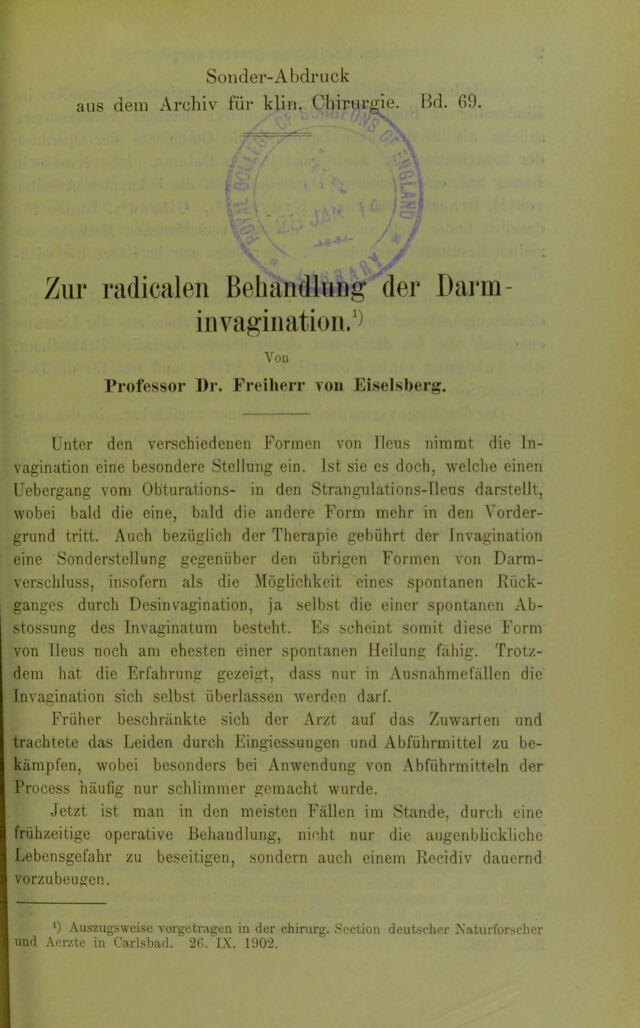 Sonder-Abdruck
aus dem Archiv für klin. Chirurgie. Bd. 69.
ROYAL COLLEGE OF SURGEONS OF ENGLAND
LIBRARY
23 JAN 14
Zur radicalen Behandlung der Darm-
invagination.¹)
Von
Professor Dr. Freiherr von Eiselsberg.
Unter den verschiedenen Formen von Ileus nimmt die In-
vagination eine besondere Stellung ein. Ist sie es doch, welche einen
Uebergang vom Obturations- in den Strangulations-Ileus darstellt,
wobei bald die eine, bald die andere Form mehr in den Vorder-
grund tritt. Auch bezüglich der Therapie gebührt der Invagination
eine Sonderstellung gegenüber den übrigen Formen von Darm-
verschluss, insofern als die Möglichkeit eines spontanen Rück-
ganges durch Desinvagination, ja selbst die einer spontanen Ab-
stossung des Invaginatum besteht. Es scheint somit diese Form
von Ileus noch am ehesten einer spontanen Heilung fähig. Trotz-
dem hat die Erfahrung gezeigt, dass nur in Ausnahmefällen die
Invagination sich selbst überlassen werden darf.
Früher beschränkte sich der Arzt auf das Zuwarten und
trachtete das Leiden durch Eingiessungen und Abführmittel zu be-
kämpfen, wobei besonders bei Anwendung von Abführmitteln der
Process häufig nur schlimmer gemacht wurde.
Jetzt ist man in den meisten Fällen im Stande, durch eine
frühzeitige operative Behandlung, nicht nur die augenblickliche
Lebensgefahr zu beseitigen, sondern auch einem Recidiv dauernd
vorzubeugen.
¹) Auszugsweise vorgetragen in der chirurg. Section deutscher Naturforscher
und Aerzte in Carlsbad. 26. IX. 1902.